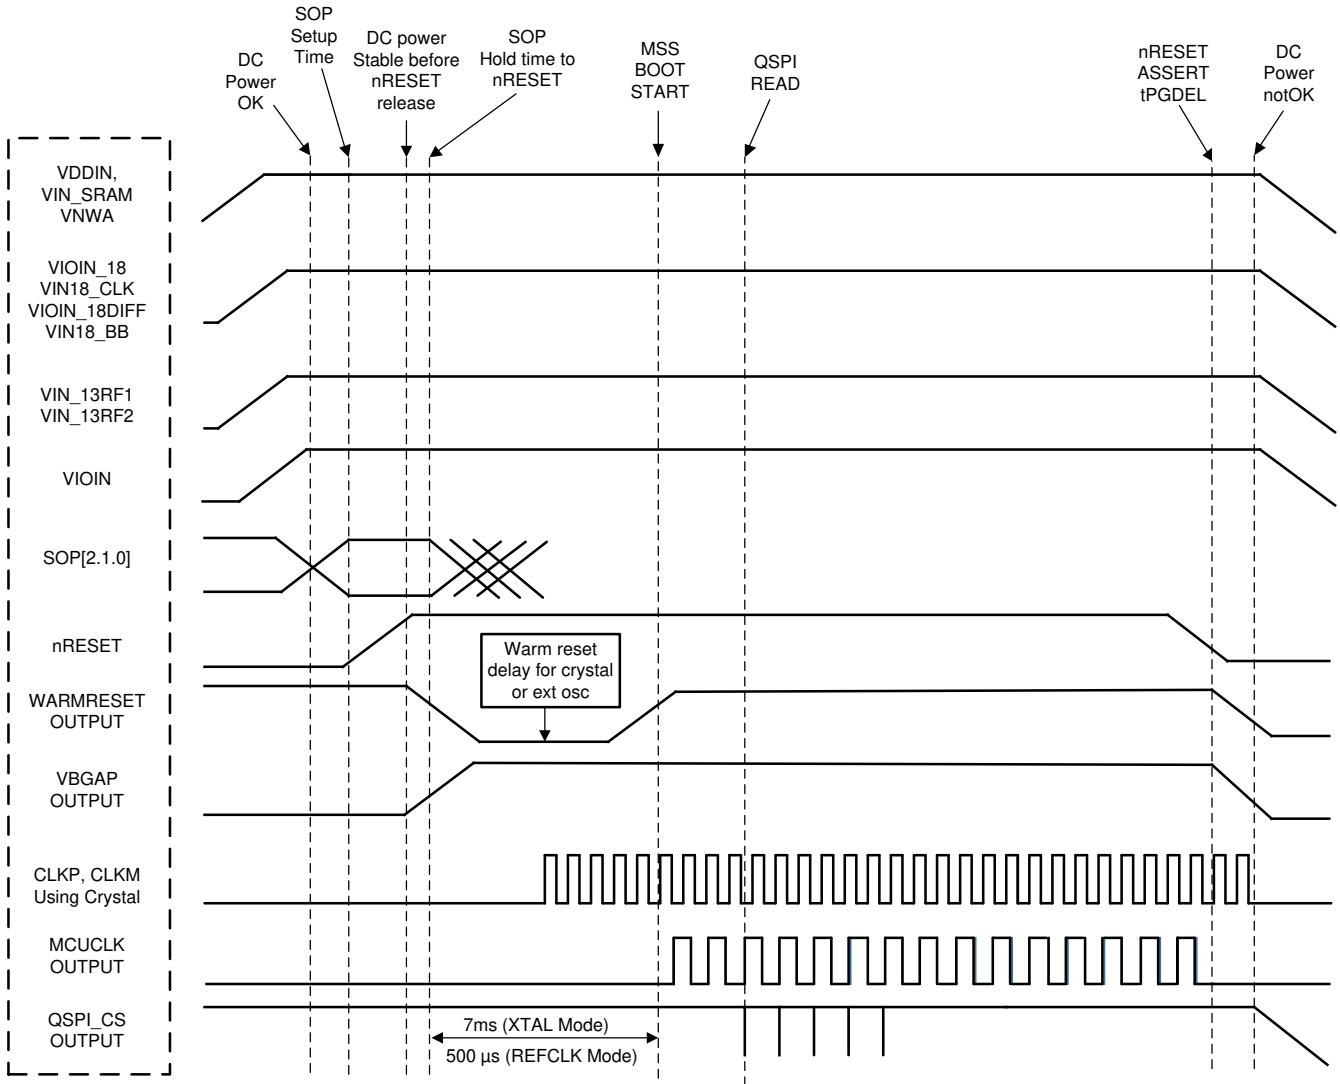 SOP
Setup
Time
DC
Power
OK
DC power
Stable before
nRESET
release
SOP
Hold time to
nRESET
MSS
BOOT
START
QSPI
READ
nRESET
ASSERT
tPGDEL
DC
Power
notOK
VDDIN,
VIN_SRAM
VNWA
VIOIN_18
VIN18_CLK
VIOIN_18DIFF
VIN18_BB
VIN_13RF1
VIN_13RF2
VIOIN
SOP[2.1.0]
nRESET
Warm reset
delay for crystal
or ext osc
WARMRESET
OUTPUT
VBGAP
OUTPUT
CLKP, CLKM
Using Crystal
MCUCLK
OUTPUT
QSPI_CS
OUTPUT
7ms (XTAL Mode)
500 µs (REFCLK Mode)